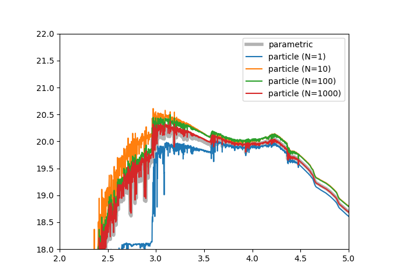 22.0
21.5
21.0
20.5
20.0
19.5
19.0
18.5
18.0
2.0 2.5 3.0 3.5 4.0 4.5 5.0
parametric
particle (N=1)
particle (N=10)
particle (N=100)
particle (N=1000)